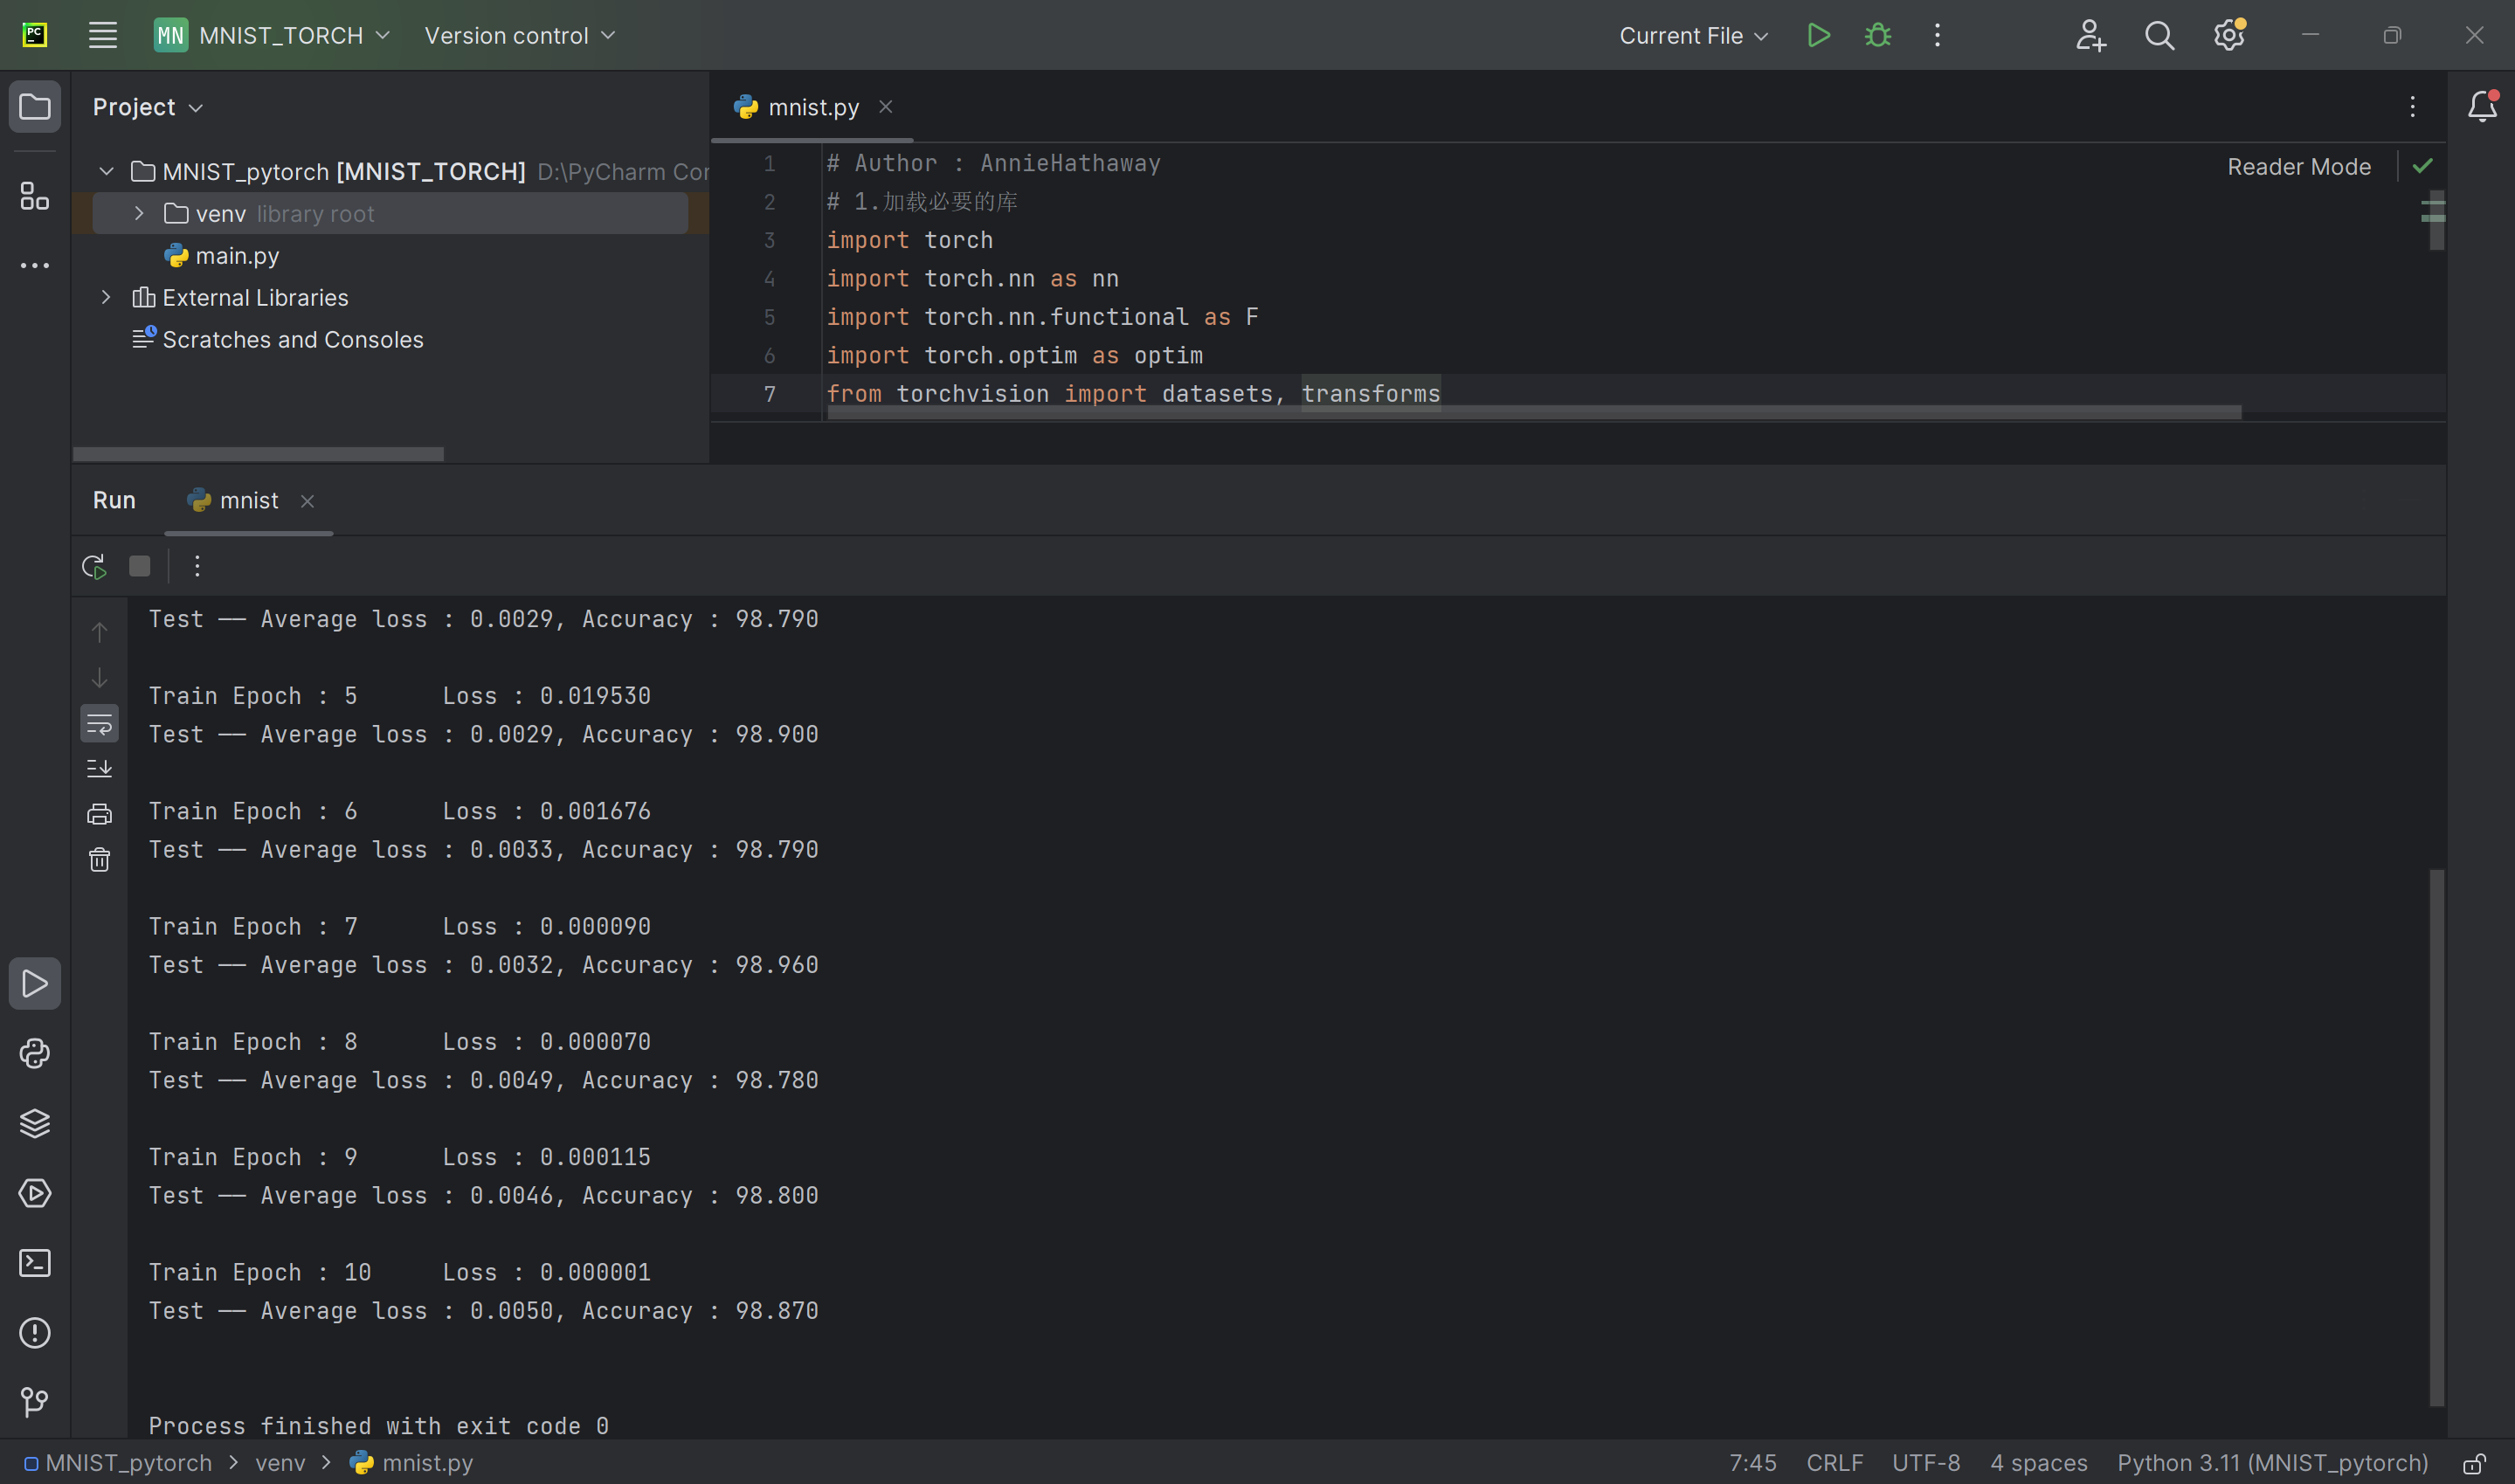 PC MN MNIST_TORCH Version control Current File
Project
MNIST_pytorch [MNIST_TORCH] D:\PyCharm Cor
venv library root
main.py
External Libraries
Scratches and Consoles
mnist.py
Reader Mode
1 # Author : AnnieHathaway
2 # 1.加载必要的库
3 import torch
4 import torch.nn as nn
5 import torch.nn.functional as F
6 import torch.optim as optim
7 from torchvision import datasets, transforms
Run mnist
Test —— Average loss : 0.0029, Accuracy : 98.790
Train Epoch : 5 Loss : 0.019530
Test —— Average loss : 0.0029, Accuracy : 98.900
Train Epoch : 6 Loss : 0.001676
Test —— Average loss : 0.0033, Accuracy : 98.790
Train Epoch : 7 Loss : 0.000090
Test —— Average loss : 0.0032, Accuracy : 98.960
Train Epoch : 8 Loss : 0.000070
Test —— Average loss : 0.0049, Accuracy : 98.780
Train Epoch : 9 Loss : 0.000115
Test —— Average loss : 0.0046, Accuracy : 98.800
Train Epoch : 10 Loss : 0.000001
Test —— Average loss : 0.0050, Accuracy : 98.870
Process finished with exit code 0
MNIST_pytorch > venv > mnist.py 7:45 CRLF UTF-8 4 spaces Python 3.11 (MNIST_pytorch)